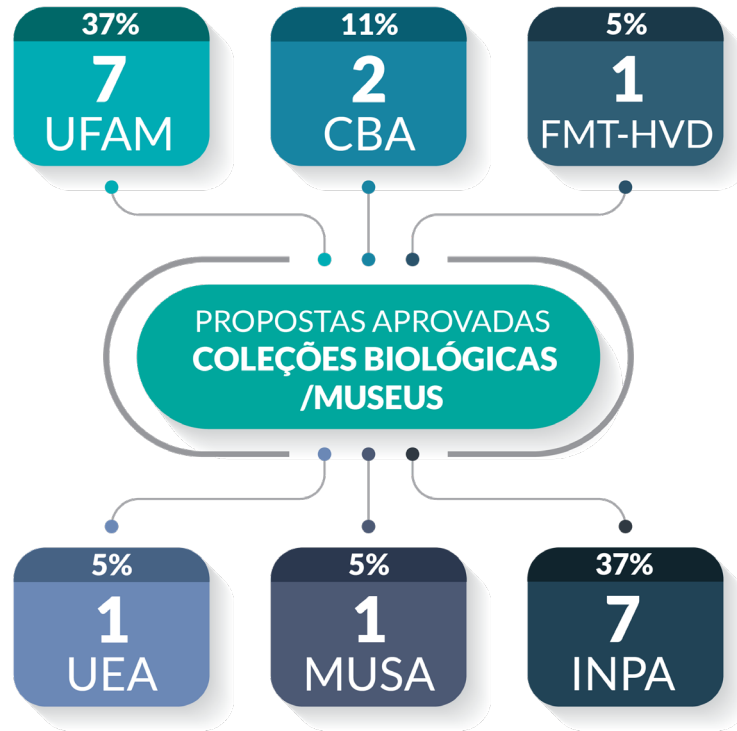 37%
7
UFAM
11%
2
CBA
5%
1
FMT-HVD
PROPOSTAS APROVADAS
COLEÇÕES BIOLÓGICAS
/MUSEUS
5%
1
UEA
5%
1
MUSA
37%
7
INPA